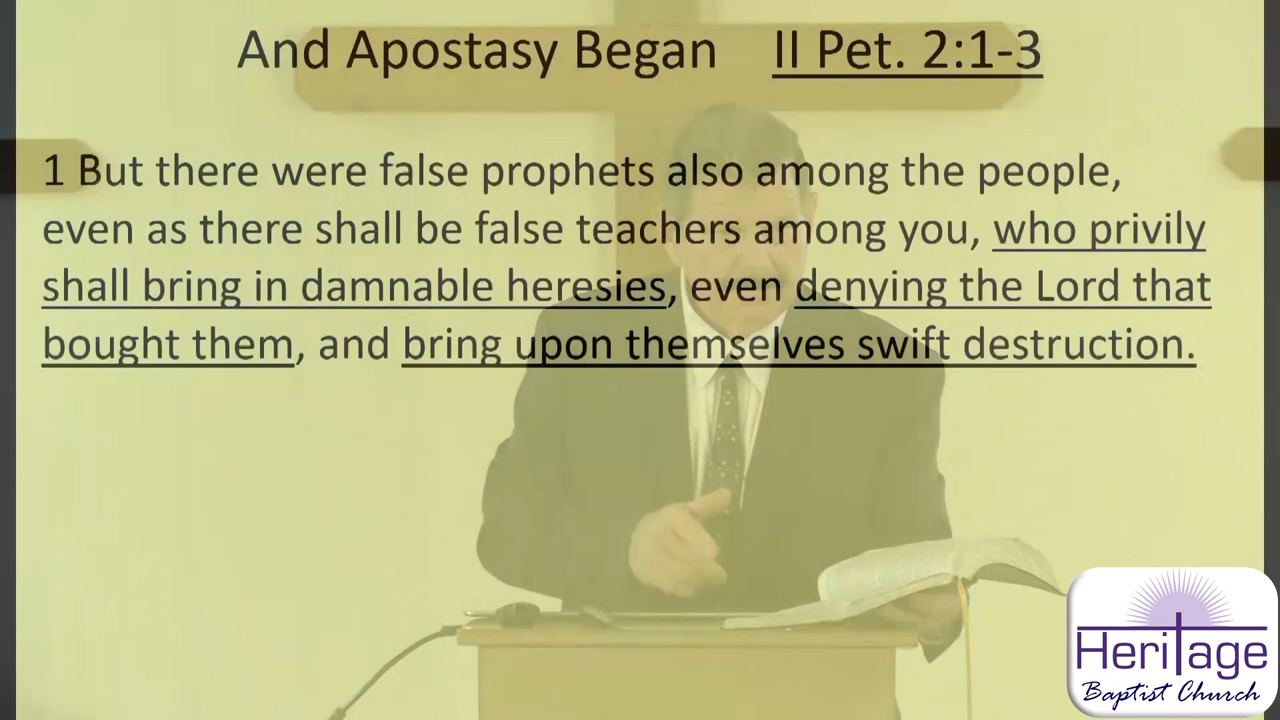 And Apostasy Began II Pet. 2:1-3
1 But there were false prophets also among the people,
even as there shall be false teachers among you, who privily
shall bring in damnable heresies, even denying the Lord that
bought them, and bring upon themselves swift destruction.
Heritage
Baptist Church